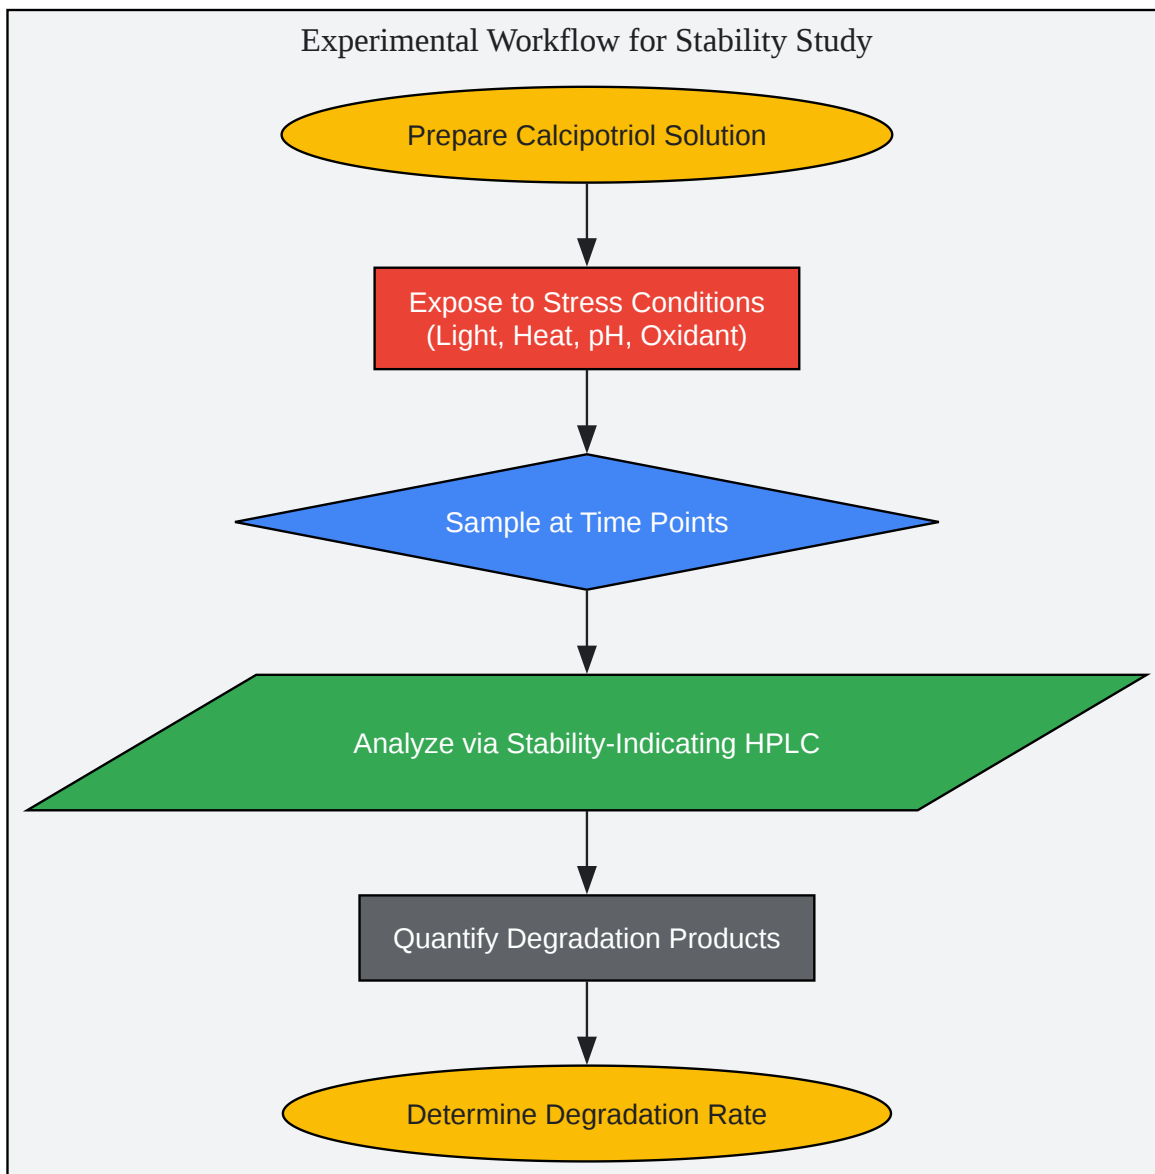 Experimental Workflow for Stability Study
Prepare Calcipotriol Solution
Expose to Stress Conditions
(Light, Heat, pH, Oxidant)
Sample at Time Points
Analyze via Stability-Indicating HPLC
Quantify Degradation Products
Determine Degradation Rate